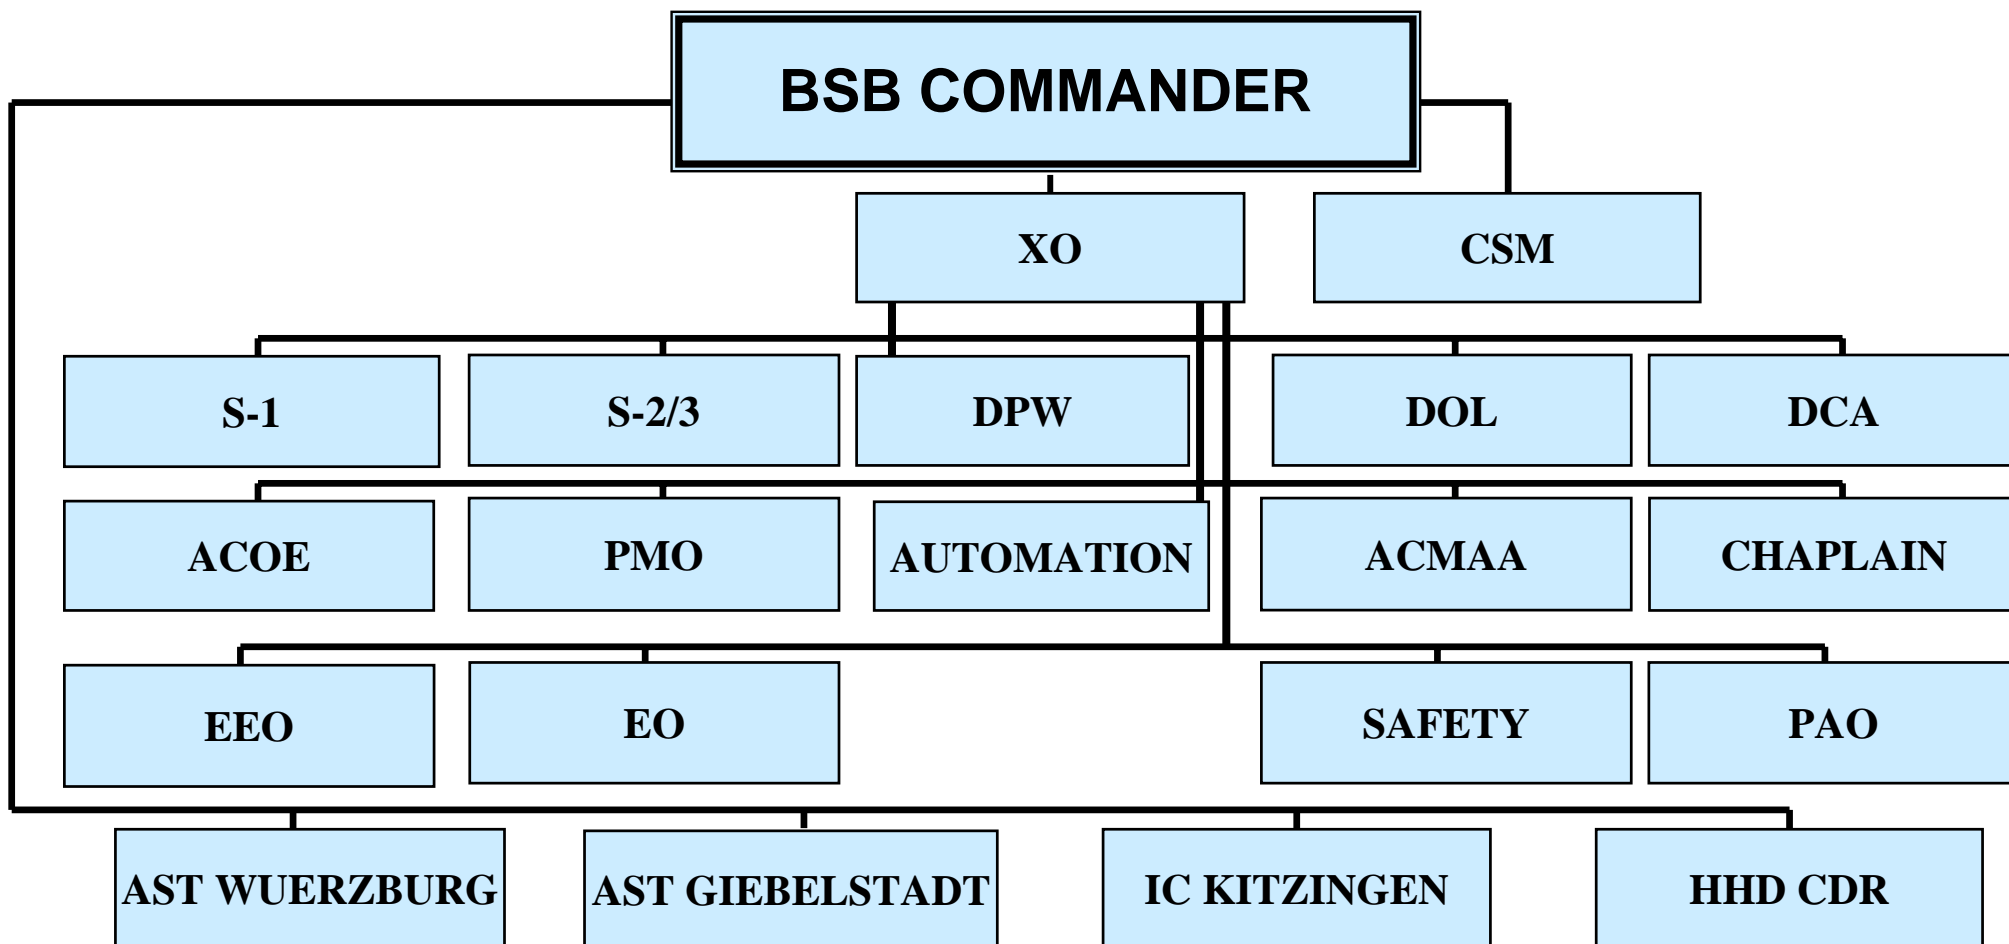 BSB COMMANDER
XO
CSM
S-1
S-2/3
DPW
DOL
DCA
ACOE
PMO
AUTOMATION
ACMAA
CHAPLAIN
EEO
EO
SAFETY
PAO
AST WUERZBURG
AST GIEBELSTADT
IC KITZINGEN
HHD CDR